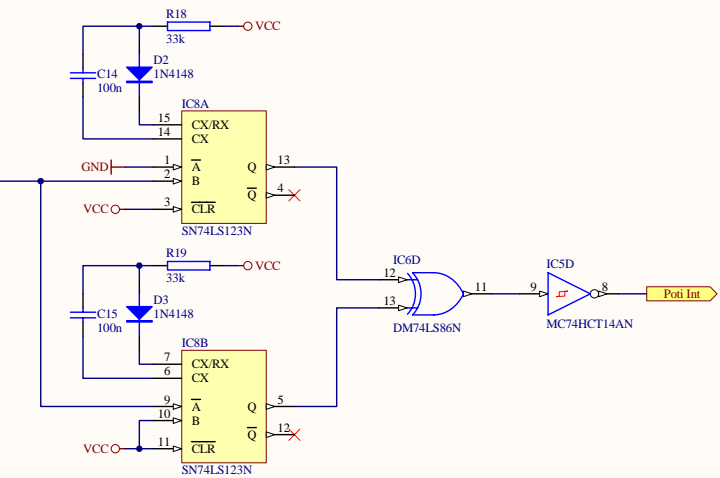 R18
VCC
33k
D2
1N4148
C14
100n
IC8A
15 CX/RX
14 CX
GND 1 A Q 13
2 B
Q 4
VCC 3 CLR
SN74LS123N
R19
VCC
33k
D3
1N4148
C15
100n
IC8B
7 CX/RX
6 CX
9 A Q 5
10 B
Q 12
VCC 11 CLR
SN74LS123N
IC6D
12
11
13
DM74LS86N
IC5D
9 8
MC74HCT14AN
Poti Int